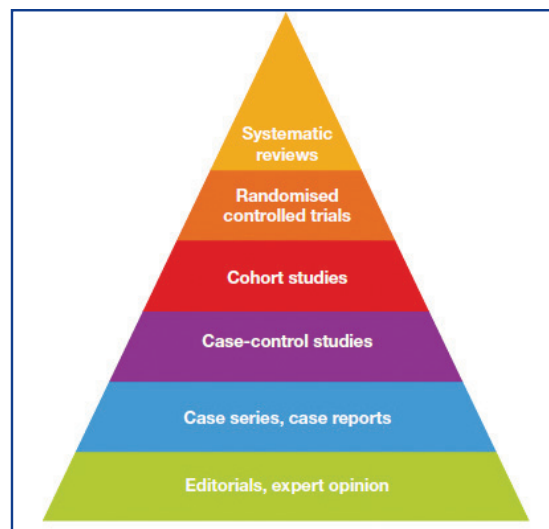 Systematic
reviews
Randomised
controlled trials
Cohort studies
Case-control studies
Case series, case reports
Editorials, expert opinion